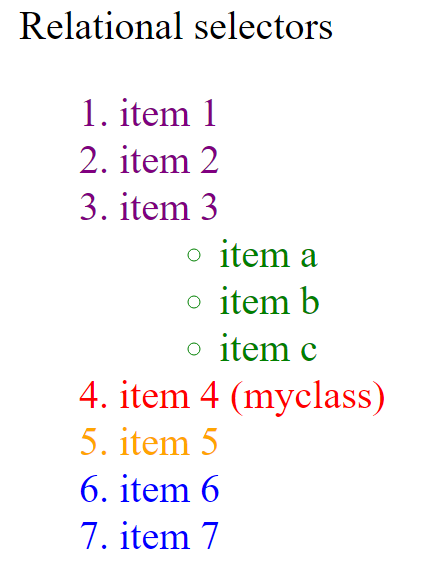 Relational selectors
1. item 1
2. item 2
3. item 3
item a
item b
item c
4. item 4 (myclass)
5. item 5
6. item 6
7. item 7